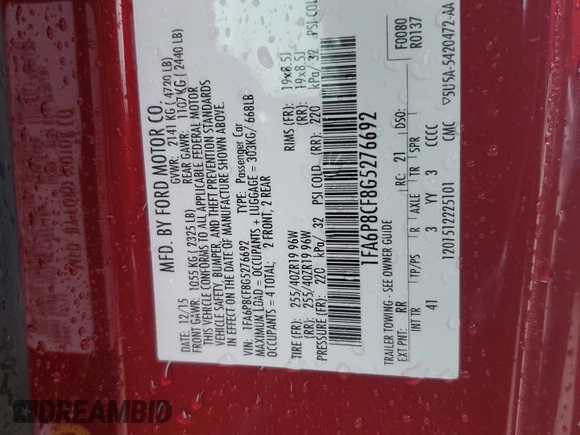 MFD. BY FORD MOTOR CO.
DATE: 12/15 GVWR: 2141 KG ( 4720 LB)
FRONT GAWR: 1055 KG ( 2325 LB) REAR GAWR: 1107 KG ( 2440 LB)
THIS VEHICLE CONFORMS TO ALL APPLICABLE FEDERAL MOTOR
VEHICLE SAFETY, BUMPER, AND THEFT PREVENTION STANDARDS
IN EFFECT ON THE DATE OF MANUFACTURE SHOWN ABOVE.
VIN: 1FA6P8CF8G5276692 TYPE: Passenger Car
MAXIMUM LOAD = OCCUPANTS + LUGGAGE = 303KG/ 668LB
OCCUPANTS = 4 TOTAL: 2 FRONT, 2 REAR
TIRE (FR): 255/40ZR19 96W RIMS (FR): 19x8.5J
(RR): 255/40ZR19 96W (RR): 19x8.5J
PRESSURE (FR): 220 kPa/ 32 PSI COLD (RR): 220 kPa/ 32 PSI COLD
1FA6P8CF8G5276692
TRAILER TOWING - SEE OWNER GUIDE
F0080
R0137
EXT PNT: RR RC: 21 DSO:
INT TR TP/PS R AXLE TR SPR
41 3 YY 3 CCCC
1201512225101 CMC 5U5A-5420472-AA
DREAMBID